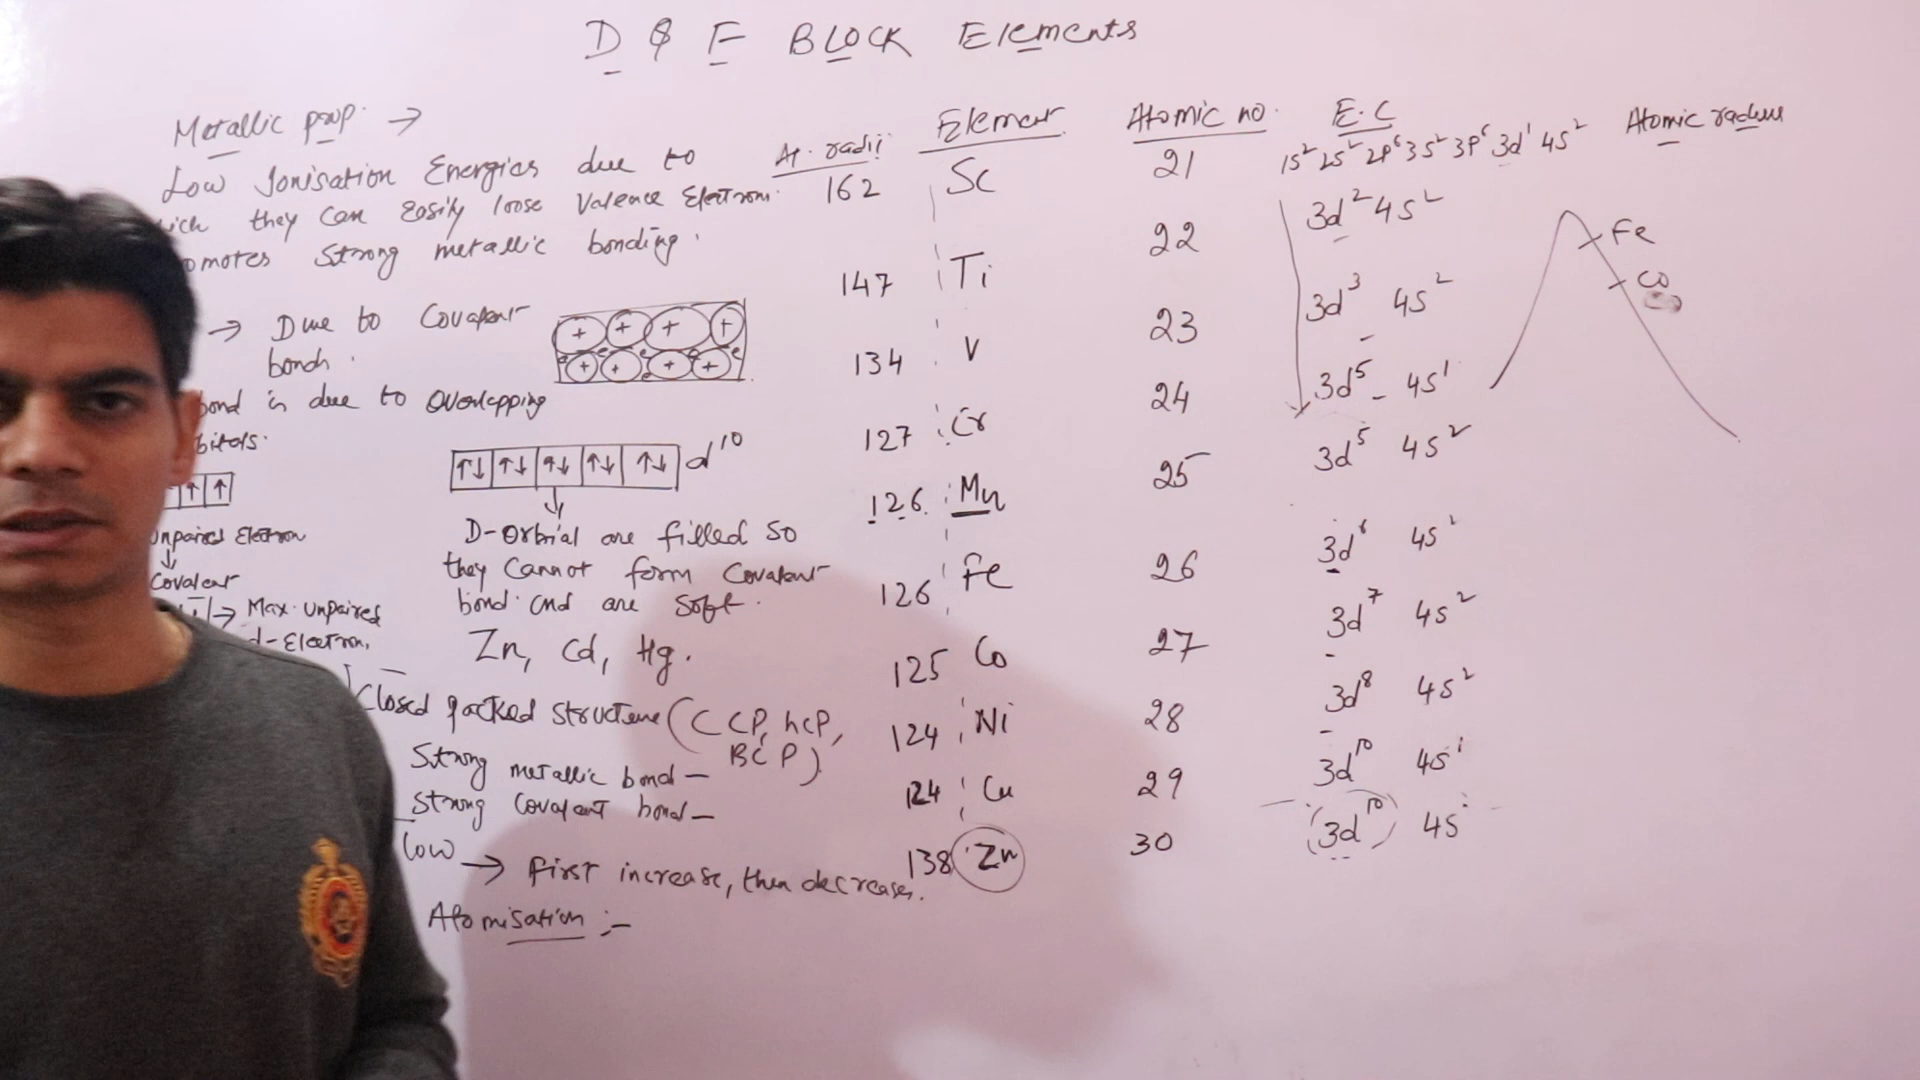 D & F BLOCK Elements
Metallic prop. →
Low Ionisation Energies due to
they can easily loose valence Electron.
strong metallic bonding.
→ Due to Covalent
bond.
+ + + +
+ + + +
bond is due to overlapping
↑ ↑
↑↓ ↑↓ ↑↓ ↑↓ ↑↓ d¹⁰
D-orbial are filled so
they cannot form covalent
bond. and are soft.
Zn, Cd, Hg.
unpaired Electron
↓
Covalent
→ Max. unpaired
d-Electron,
Closed packed structure (CCP, hcP,
BCP)
Strong metallic bond –
Strong covalent bond –
Low
→ first increase, then decreases.
Atomisation :-
At. radii Element Atomic no. E.C Atomic radius
162 Sc 21 1s² 2s² 2p⁶ 3s² 3p⁶ 3d¹ 4s²
147 Ti 22 3d² 4s²
134 V 23 3d³ 4s²
127 Cr 24 3d⁵ 4s¹
126. Mn 25 3d⁵ 4s²
126 Fe 26 3d⁶ 4s²
125 Co 27 3d⁷ 4s²
124 Ni 28 3d⁸ 4s²
124 Cu 29 3d¹⁰ 4s¹
138 Zn 30 (3d¹⁰) 4s
Fe
Co